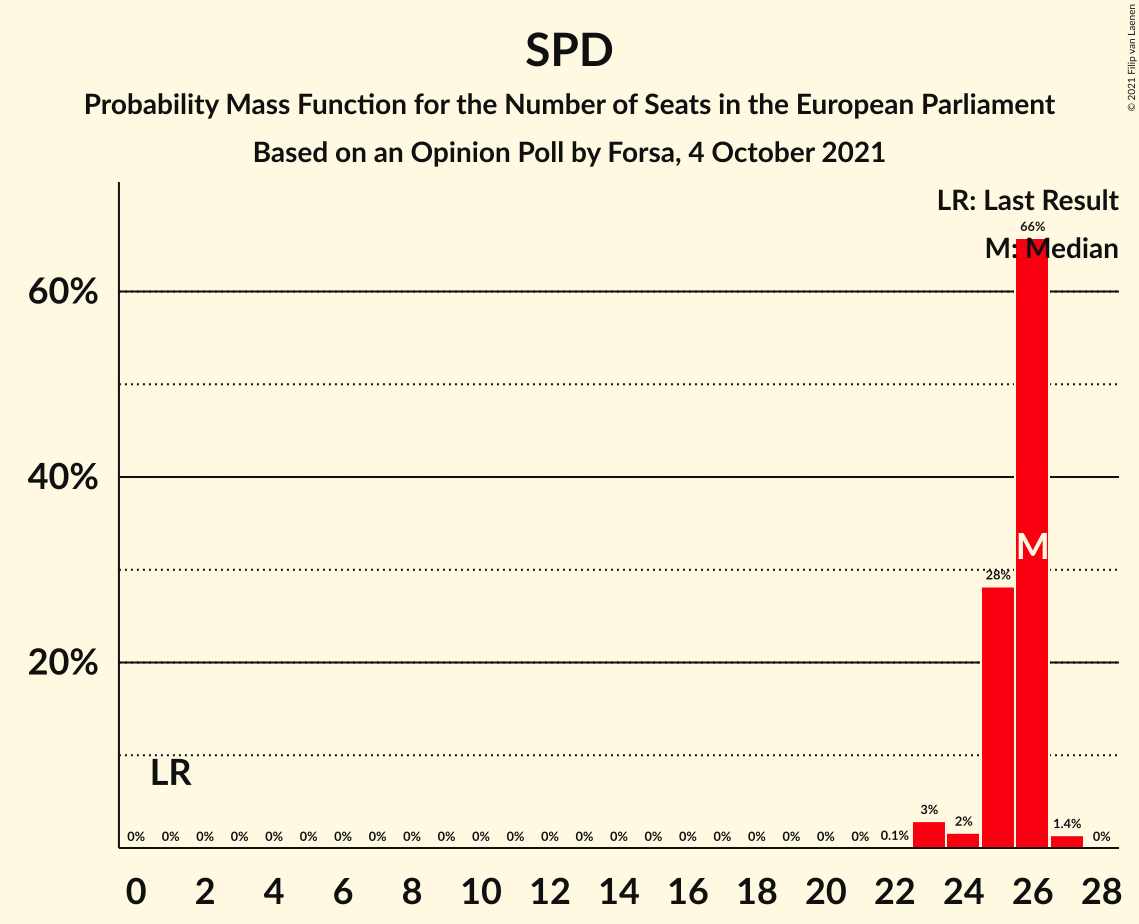 SPD
Probability Mass Function for the Number of Seats in the European Parliament
Based on an Opinion Poll by Forsa, 4 October 2021
© 2021 Filip van Laenen
LR: Last Result
M: Median
66%
60%
40%
M
28%
20%
LR
0% 0% 0% 0% 0% 0% 0% 0% 0% 0% 0% 0% 0% 0% 0% 0% 0% 0% 0% 0% 0% 0% 0.1% 3% 2% 1.4% 0%
0 2 4 6 8 10 12 14 16 18 20 22 24 26 28